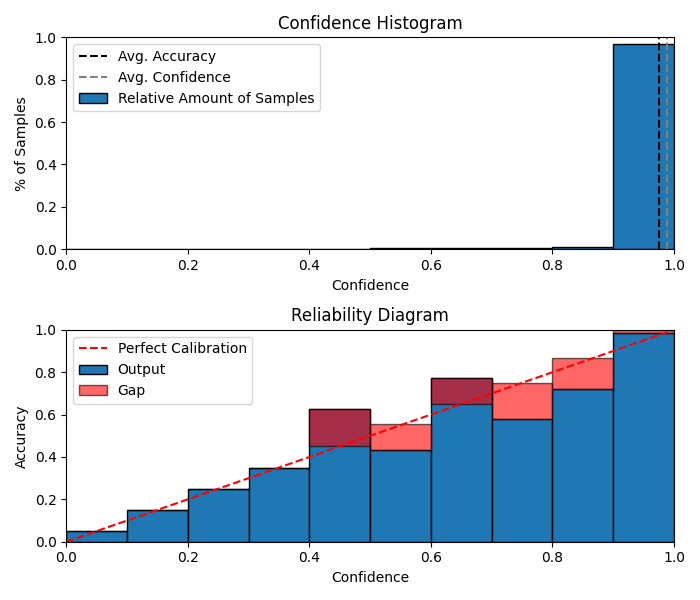 Confidence Histogram
1.0
0.8
0.6
0.4
0.2
0.0
% of Samples
Avg. Accuracy
Avg. Confidence
Relative Amount of Samples
0.0 0.2 0.4 0.6 0.8 1.0
Confidence
Reliability Diagram
1.0
0.8
0.6
0.4
0.2
0.0
Accuracy
Perfect Calibration
Output
Gap
0.0 0.2 0.4 0.6 0.8 1.0
Confidence